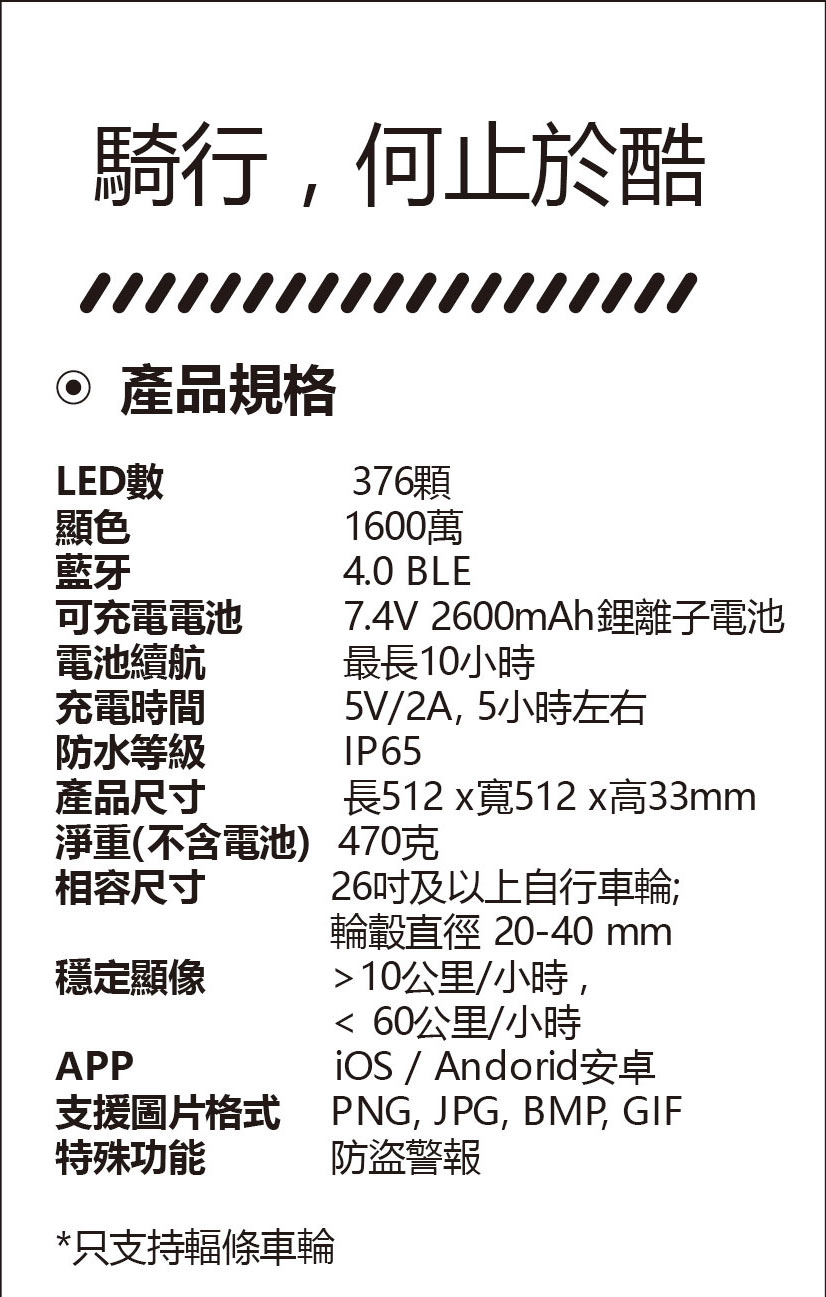 騎行，何止於酷
產品規格
LED數 376顆
顯色 1600萬
藍牙 4.0 BLE
可充電電池 7.4V 2600mAh鋰離子電池
電池續航 最長10小時
充電時間 5V/2A, 5小時左右
防水等級 IP65
產品尺寸 長512 x寬512 x高33mm
淨重(不含電池) 470克
相容尺寸 26吋及以上自行車輪;
輪轂直徑 20-40 mm
穩定顯像 >10公里/小時，
< 60公里/小時
APP iOS / Andorid安卓
支援圖片格式 PNG, JPG, BMP, GIF
特殊功能 防盜警報
*只支持輻條車輪